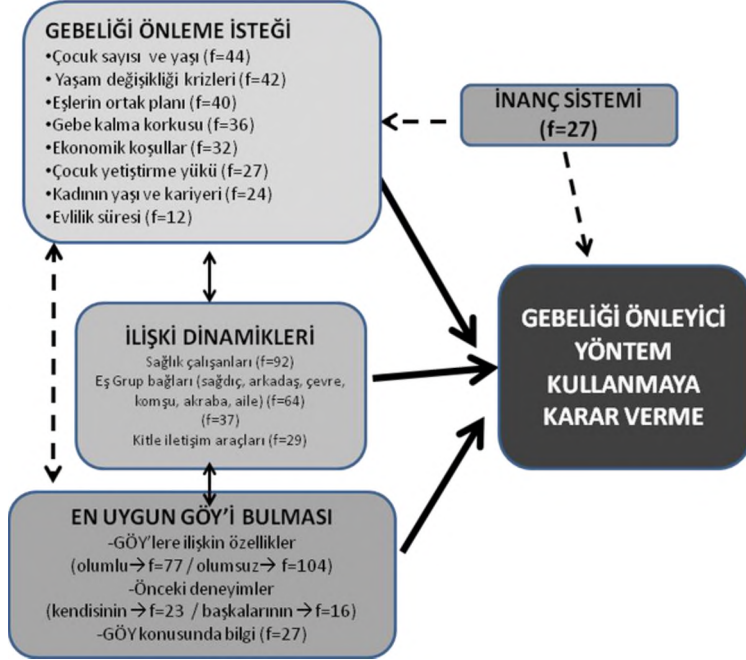 GEBELİĞİ ÖNLEME İSTEĞİ
•Çocuk sayısı ve yaşı (f=44)
•Yaşam değişikliği krizleri (f=42)
•Eşlerin ortak planı (f=40)
•Gebe kalma korkusu (f=36)
•Ekonomik koşullar (f=32)
•Çocuk yetiştirme yükü (f=27)
•Kadının yaşı ve kariyeri (f=24)
•Evlilik süresi (f=12)
İNANÇ SİSTEMİ
(f=27)
İLİŞKİ DİNAMİKLERİ
Sağlık çalışanları (f=92)
Eş Grup bağları (sağdıç, arkadaş, çevre,
komşu, akraba, aile) (f=64)
(f=37)
Kitle iletişim araçları (f=29)
GEBELİĞİ ÖNLEYİCİ
YÖNTEM
KULLANMAYA
KARAR VERME
EN UYGUN GÖY'İ BULMASI
-GÖY'lere ilişkin özellikler
(olumlu→f=77 / olumsuz→ f=104)
-Önceki deneyimler
(kendisinin →f=23 / başkalarının →f=16)
-GÖY konusunda bilgi (f=27)